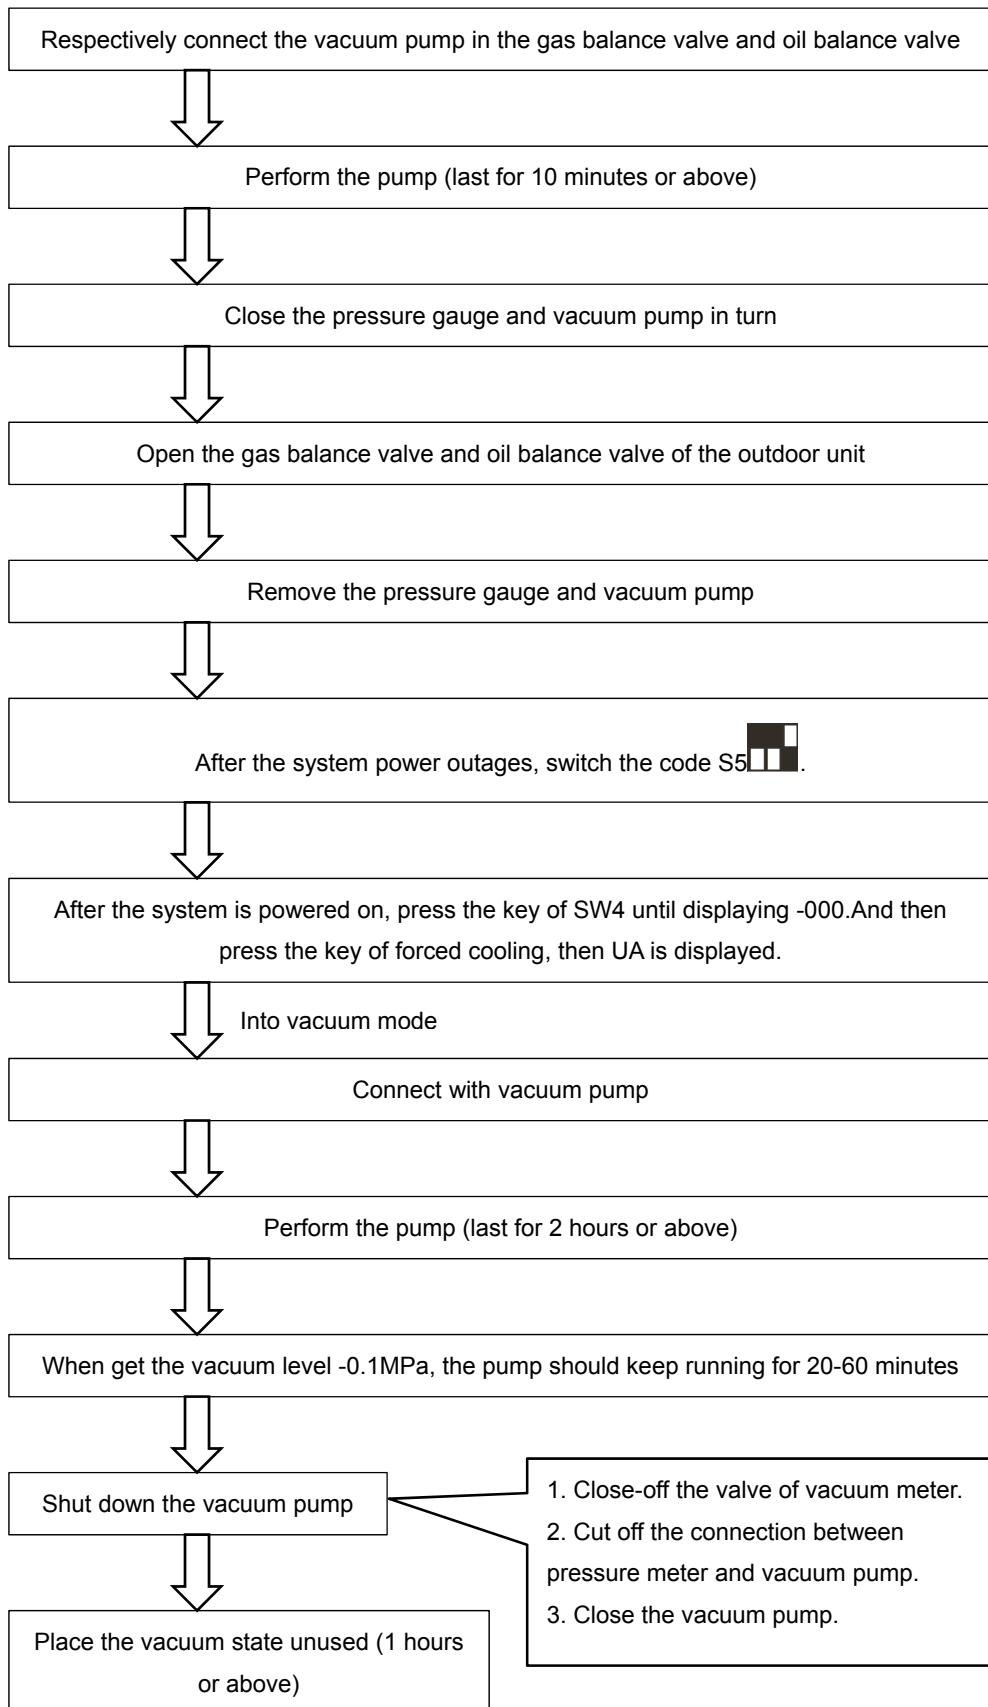 Respectively connect the vacuum pump in the gas balance valve and oil balance valve
Perform the pump (last for 10 minutes or above)
Close the pressure gauge and vacuum pump in turn
Open the gas balance valve and oil balance valve of the outdoor unit
Remove the pressure gauge and vacuum pump
After the system power outages, switch the code S5 .
After the system is powered on, press the key of SW4 until displaying -000.And then
press the key of forced cooling, then UA is displayed.
Into vacuum mode
Connect with vacuum pump
Perform the pump (last for 2 hours or above)
When get the vacuum level -0.1MPa, the pump should keep running for 20-60 minutes
Shut down the vacuum pump
1. Close-off the valve of vacuum meter.
2. Cut off the connection between
pressure meter and vacuum pump.
3. Close the vacuum pump.
Place the vacuum state unused (1 hours
or above)